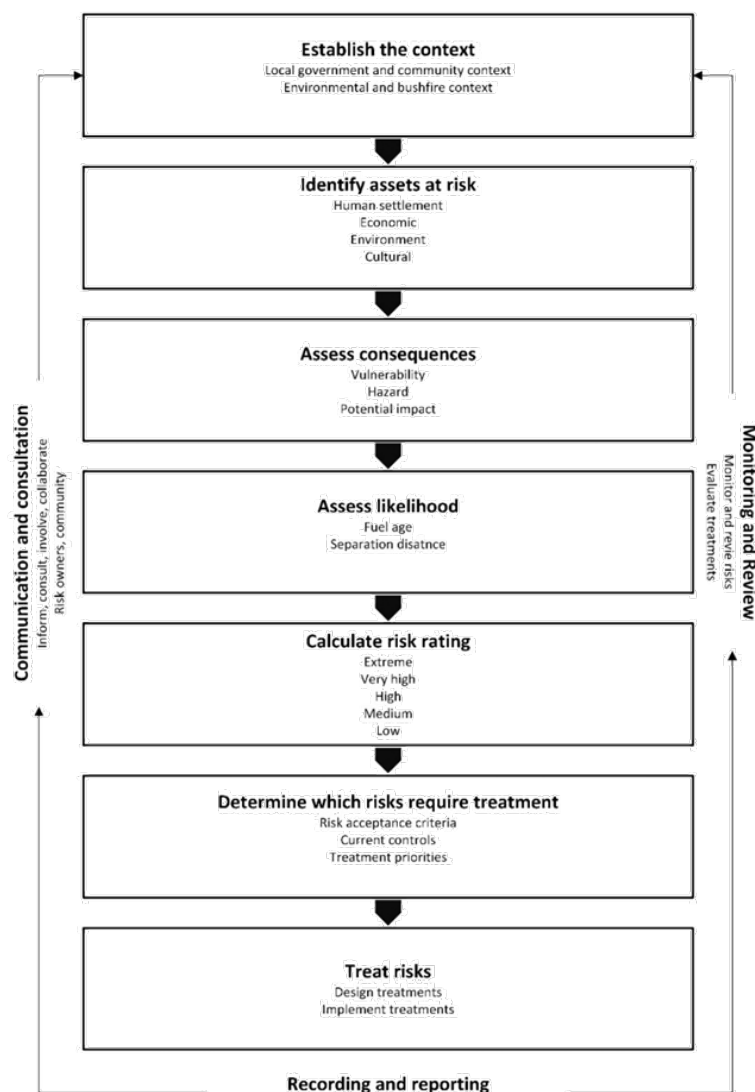 Establish the context
Local government and community context
Environmental and bushfire context
Identify assets at risk
Human settlement
Economic
Environment
Cultural
Assess consequences
Vulnerability
Hazard
Potential impact
Assess likelihood
Fuel age
Separation disatnce
Calculate risk rating
Extreme
Very high
High
Medium
Low
Determine which risks require treatment
Risk acceptance criteria
Current controls
Treatment priorities
Treat risks
Design treatments
Implement treatments
Communication and consultation
Inform, consult, involve, collaborate
Risk owners, community
Monitoring and Review
Monitor and revie risks
Evaluate treatments
Recording and reporting